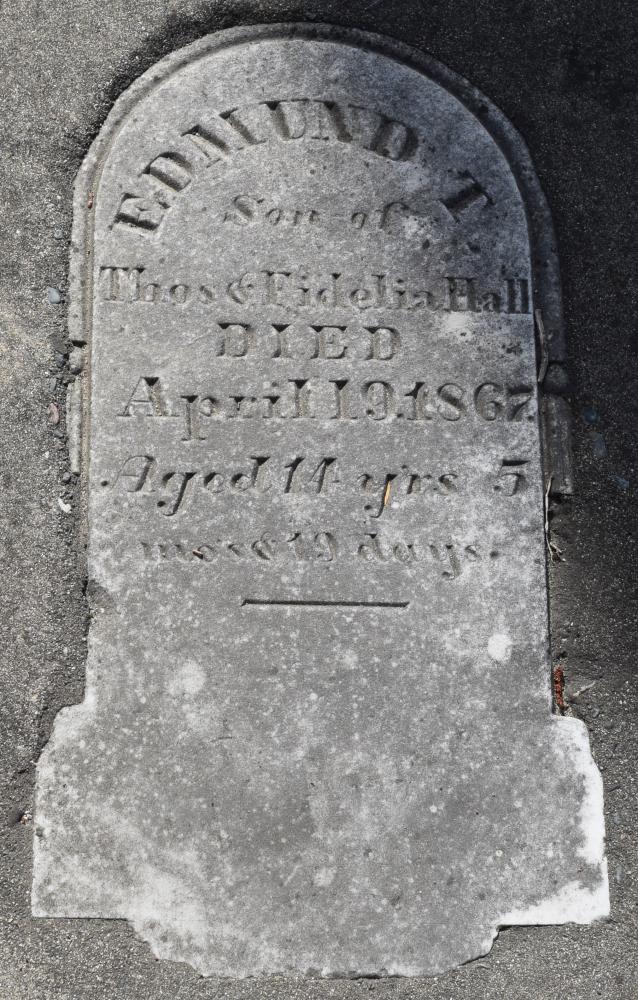 EDMUND T
Son of
Thos & Fidelia Hall
DIED
April 19.1867.
Aged 14 yrs 5
mos & 19 days.